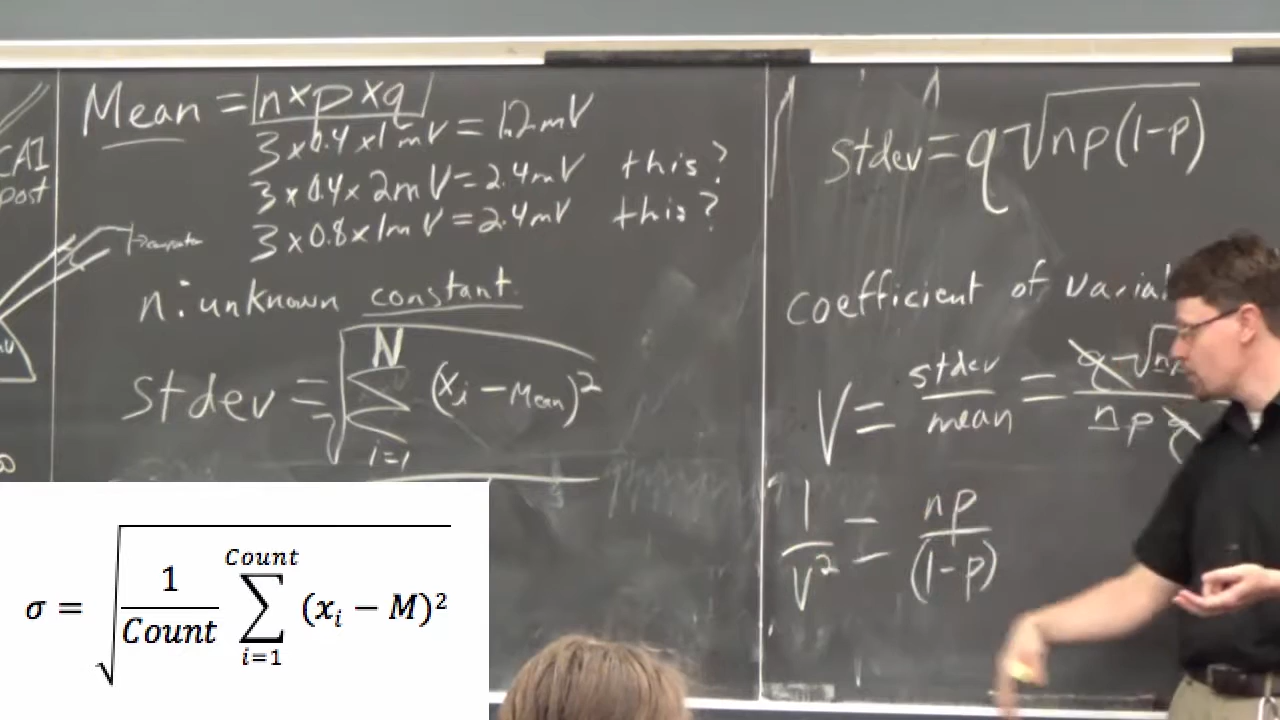 CA1
post
Mean = n×p×q
3×0.4×1mV = 1.2mV
3×0.4×2mV = 2.4mV this?
3×0.8×1mV = 2.4mV this?
n: unknown constant.
stdev = √ N Σ i=1 (xi − Mean)²
σ = √ 1/Count Count ∑ i=1 (xi − M)²
stdev = q√np(1-p)
coefficient of varia
V = stdev/mean = q√np / npq
1/V² = np/(1-p)